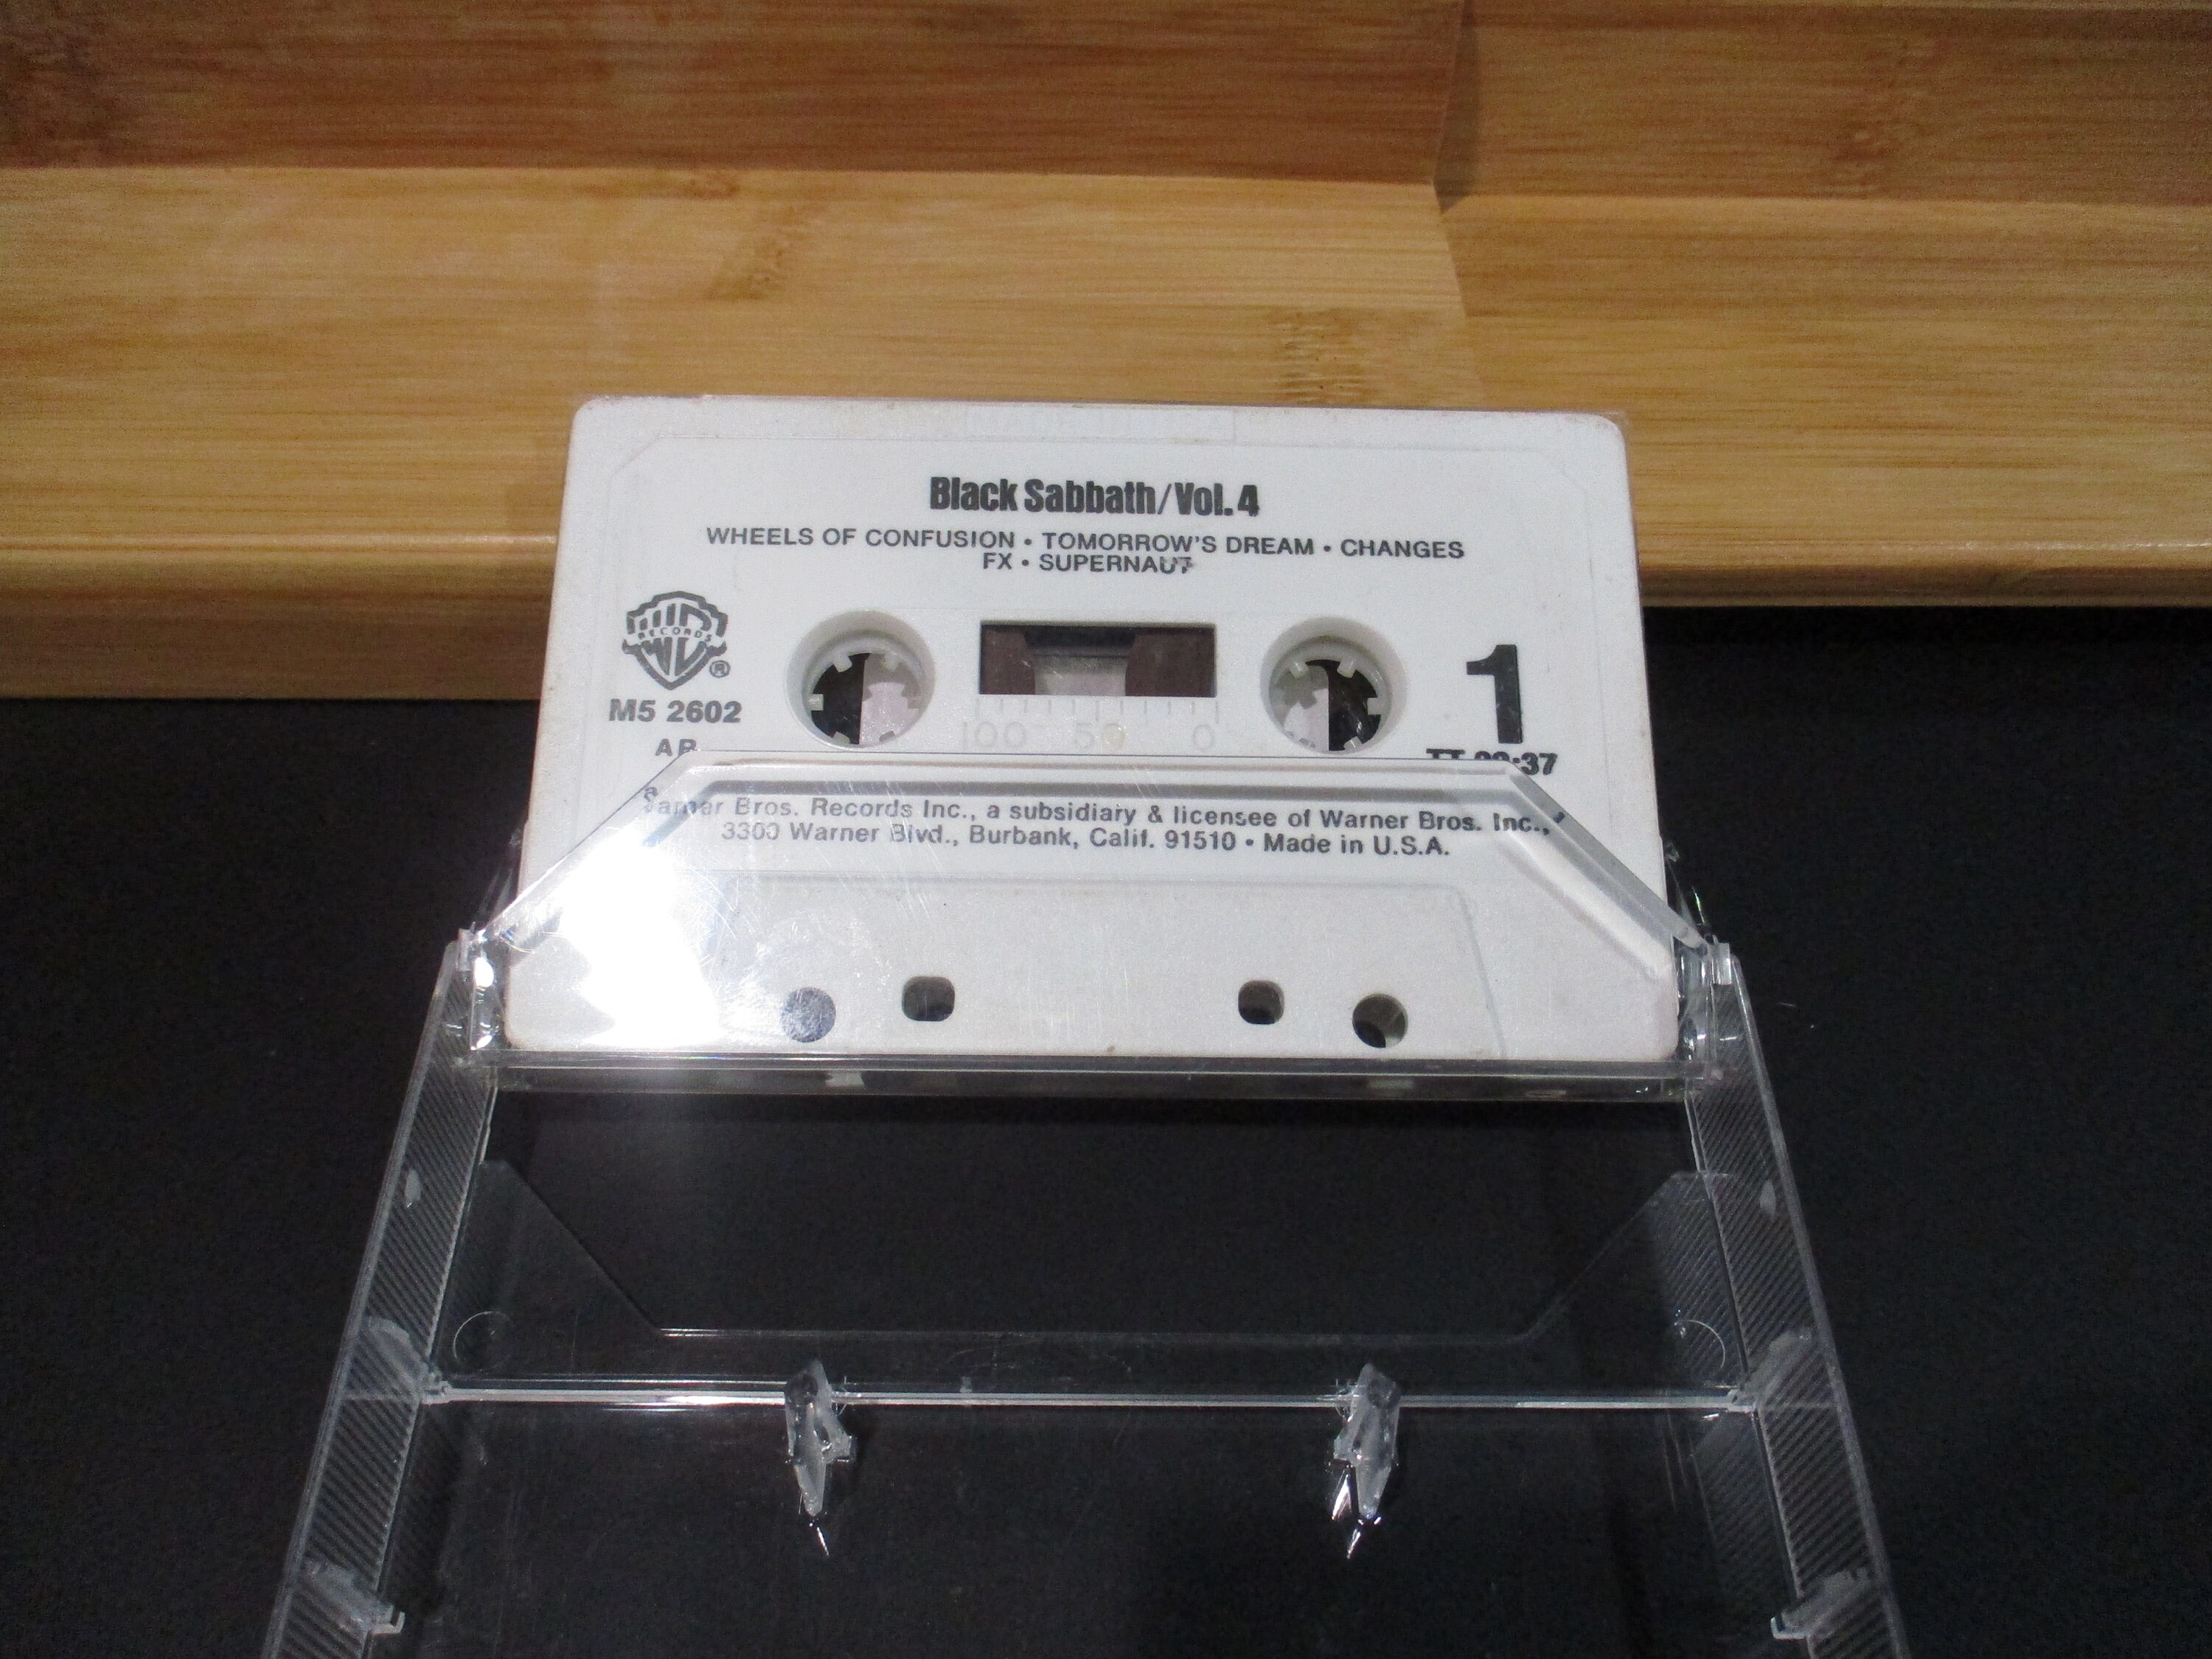 Black Sabbath/Vol. 4
WHEELS OF CONFUSION • TOMORROW'S DREAM • CHANGES
FX • SUPERNAUT
RECORDS
®
M5 2602
1
100 50 0
Bros. Records Inc., a subsidiary & licensee of Warner Bros. Inc.,
3300 Warner Blvd., Burbank, Calif. 91510 • Made in U.S.A.